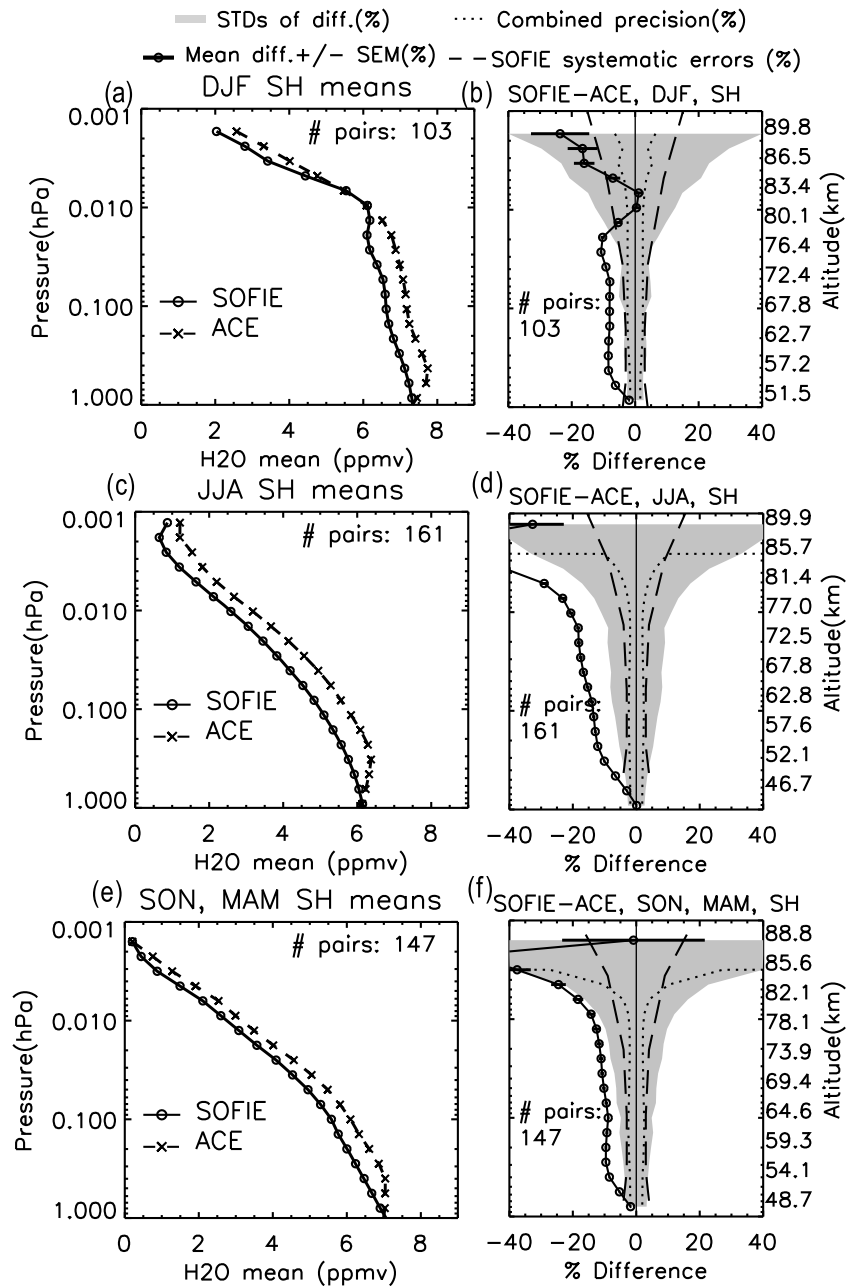 STDs of diff.(%)
Combined precision(%)
Mean diff.+/− SEM(%)
SOFIE systematic errors (%)
(a)
DJF SH means
# pairs: 103
0.001
0.010
0.100
1.000
Pressure(hPa)
SOFIE
ACE
0 2 4 6 8
H2O mean (ppmv)
(b)
SOFIE−ACE, DJF, SH
# pairs:
103
89.8
86.5
83.4
80.1
76.4
72.4
67.8
62.7
57.2
51.5
Altitude(km)
−40 −20 0 20 40
% Difference
(c)
JJA SH means
# pairs: 161
0.001
0.010
0.100
1.000
Pressure(hPa)
SOFIE
ACE
0 2 4 6 8
H2O mean (ppmv)
(d)
SOFIE−ACE, JJA, SH
# pairs:
161
89.9
85.7
81.4
77.0
72.5
67.8
62.8
57.6
52.1
46.7
Altitude(km)
−40 −20 0 20 40
% Difference
(e)
SON, MAM SH means
# pairs: 147
0.001
0.010
0.100
1.000
Pressure(hPa)
SOFIE
ACE
0 2 4 6 8
H2O mean (ppmv)
(f)
SOFIE−ACE, SON, MAM, SH
# pairs:
147
88.8
85.6
82.1
78.1
73.9
69.4
64.6
59.3
54.1
48.7
Altitude(km)
−40 −20 0 20 40
% Difference